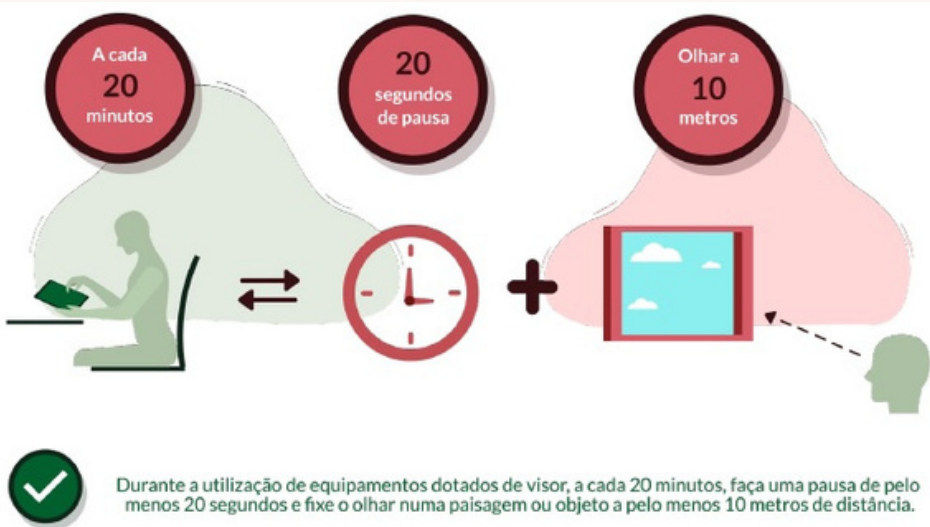 A cada
20
minutos
20
segundos
de pausa
Olhar a
10
metros
Durante a utilização de equipamentos dotados de visor, a cada 20 minutos, faça uma pausa de pelo
menos 20 segundos e fixe o olhar numa paisagem ou objeto a pelo menos 10 metros de distância.